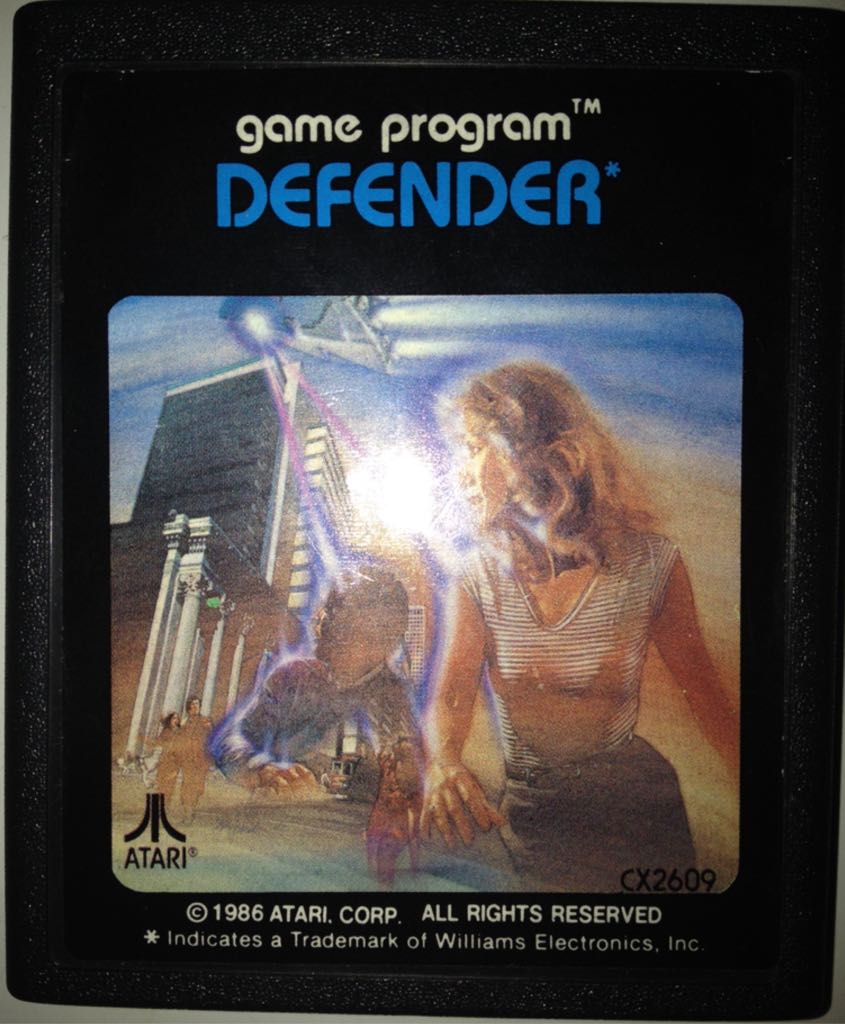 game program™
DEFENDER*
ATARI®
CX2609
© 1986 ATARI. CORP. ALL RIGHTS RESERVED
* Indicates a Trademark of Williams Electronics, Inc.